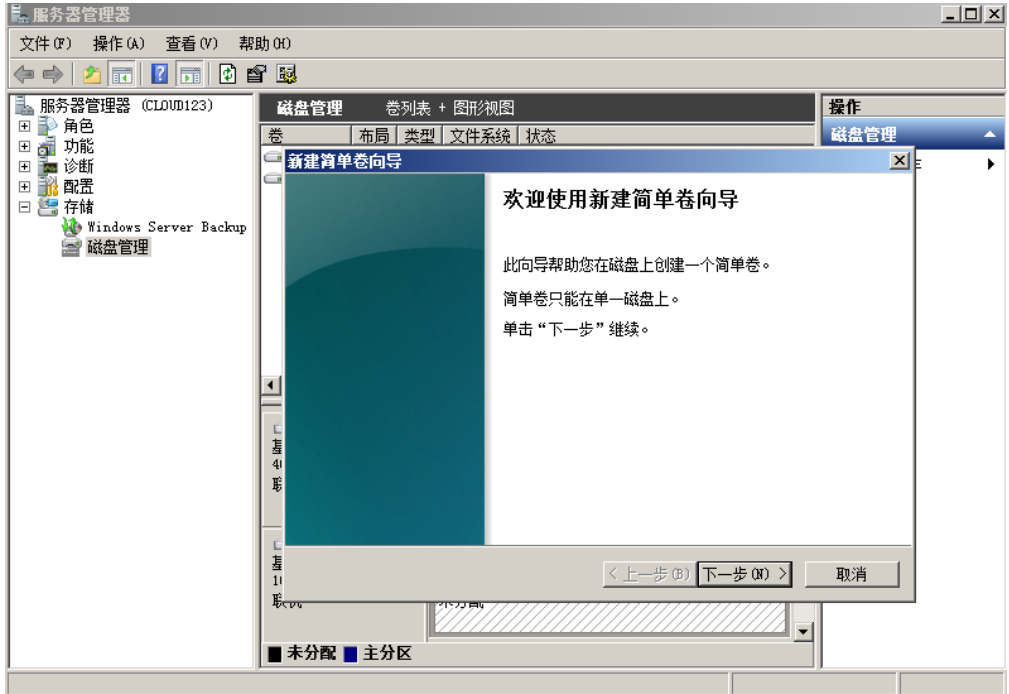 服务器管理器
文件(F) 操作(A) 查看(V) 帮助(H)
服务器管理器 (CLOUD123)
角色
功能
诊断
配置
存储
Windows Server Backup
磁盘管理
磁盘管理 卷列表 + 图形视图
卷 布局 类型 文件系统 状态
新建简单卷向导
欢迎使用新建简单卷向导
此向导帮助您在磁盘上创建一个简单卷。
简单卷只能在单一磁盘上。
单击“下一步”继续。
< 上一步(B) 下一步(N) > 取消
未分配 主分区
操作
磁盘管理